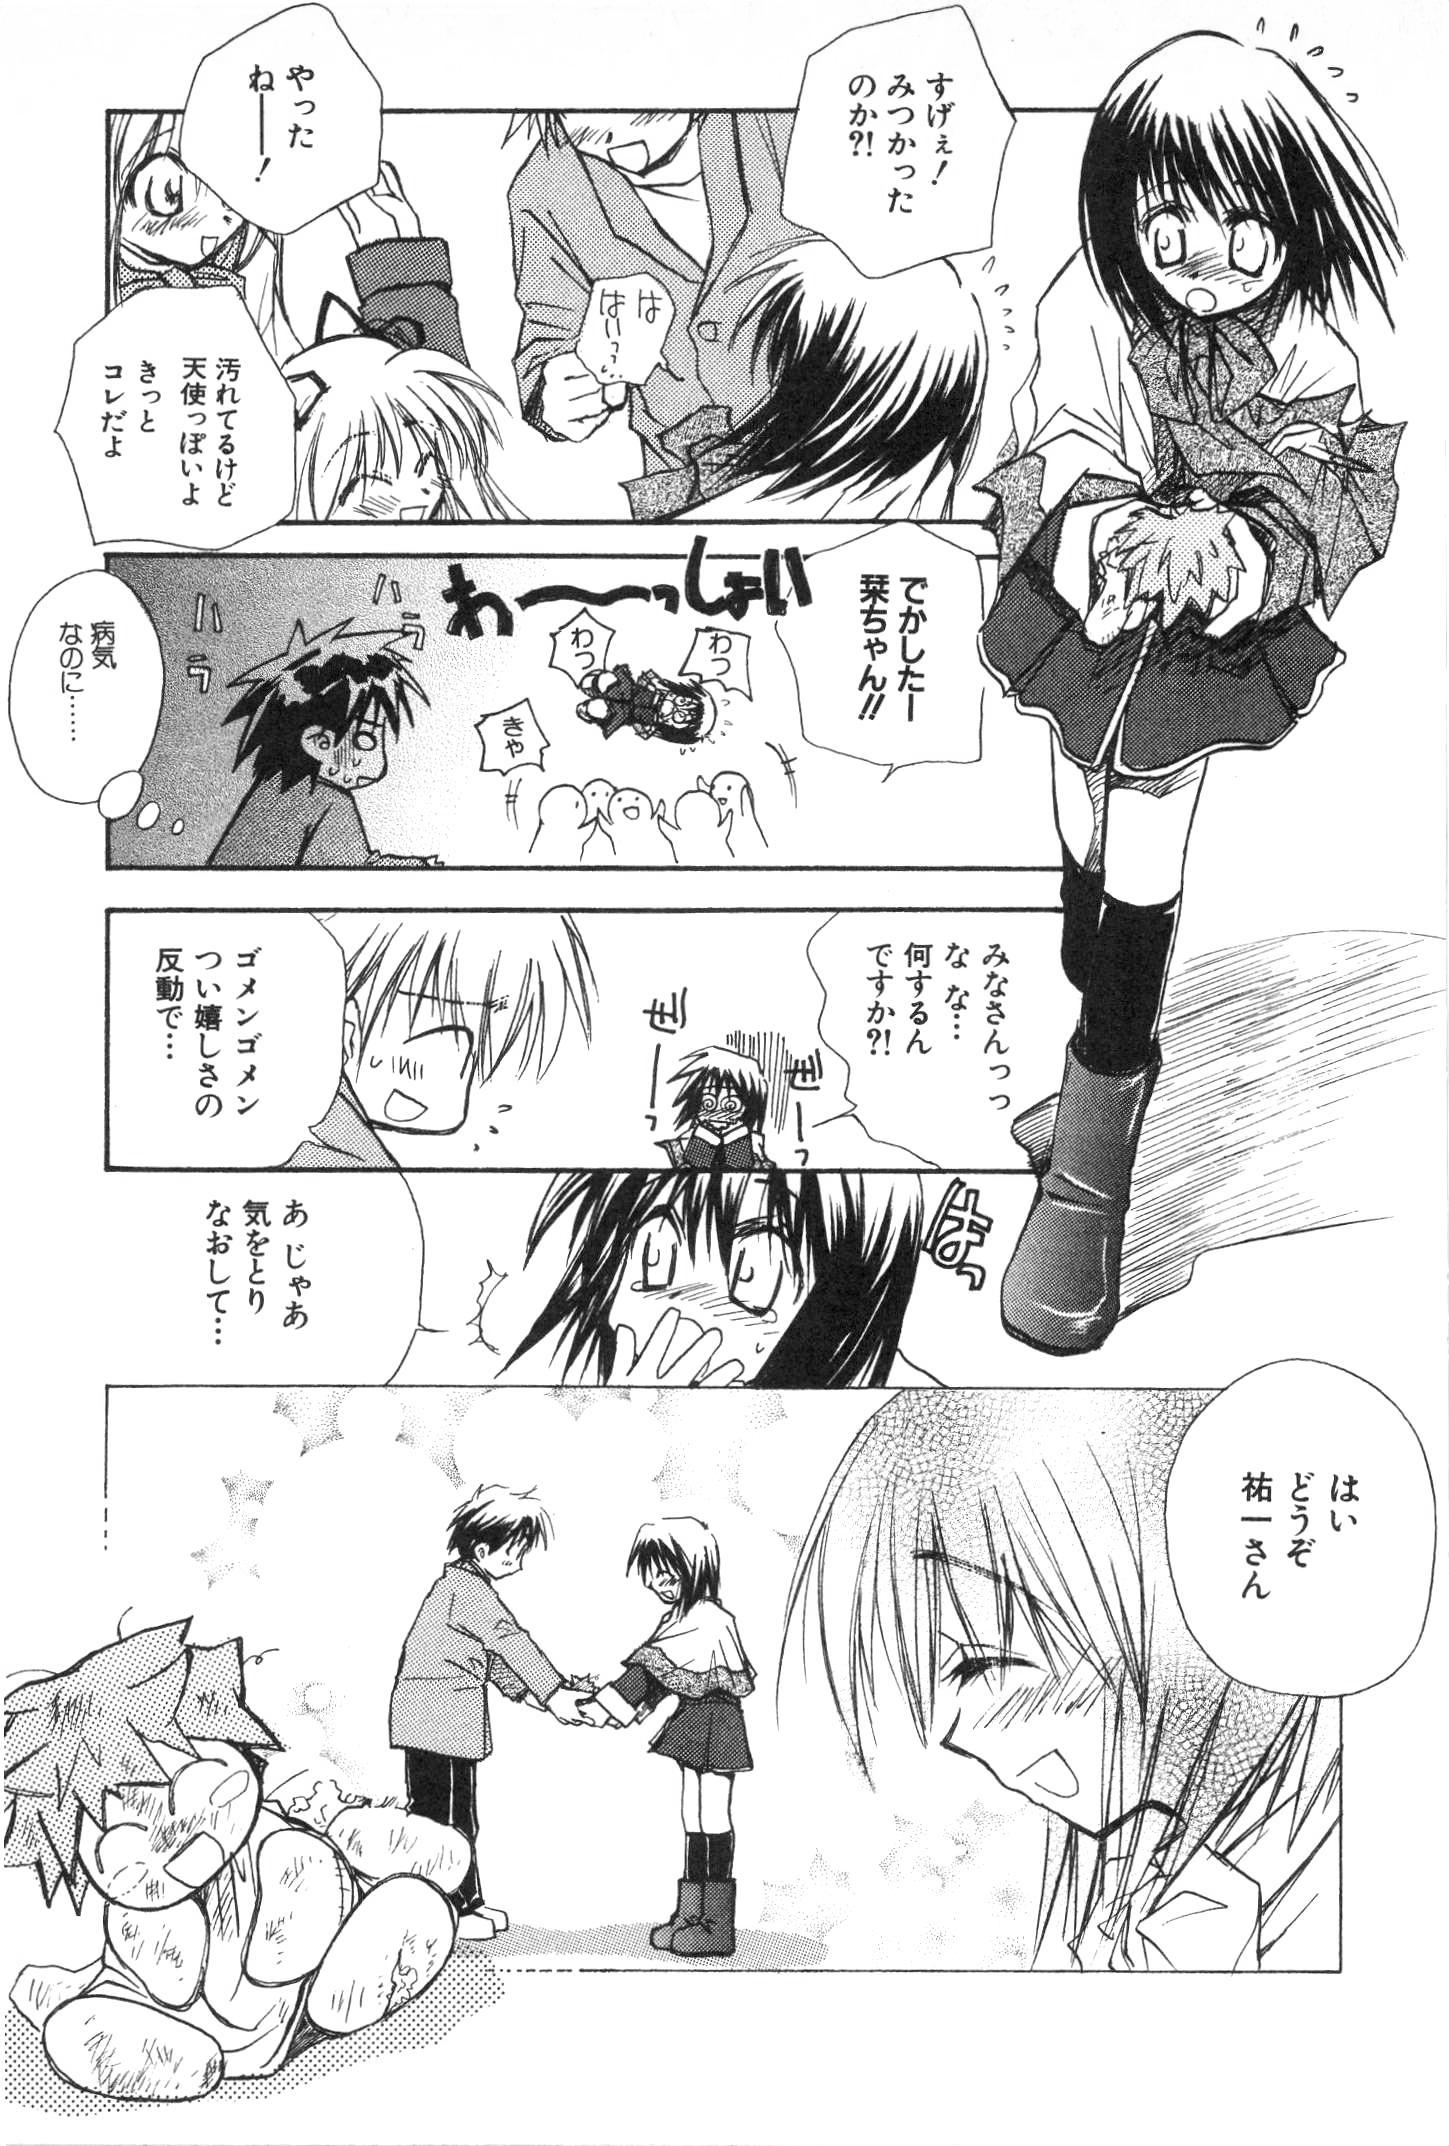 すげぇ!
みつかった
のか?!
は
はいっ…
やった
ねーー!
汚れてるけど
天使っぽいよ
きっと
コレだよ
でかしたー
栞ちゃん!!
わーーっしょい
わっ
わっ
きゃ
ハラ
ハラ
病気
なのに……
みなさんっっ
な な…
何するん
ですか?!
もーっ
もーっ
ゴメンゴメン
つい嬉しさの
反動で…
はっ
あ じゃあ
気をとり
なおして…
はい
どうぞ
祐一さん